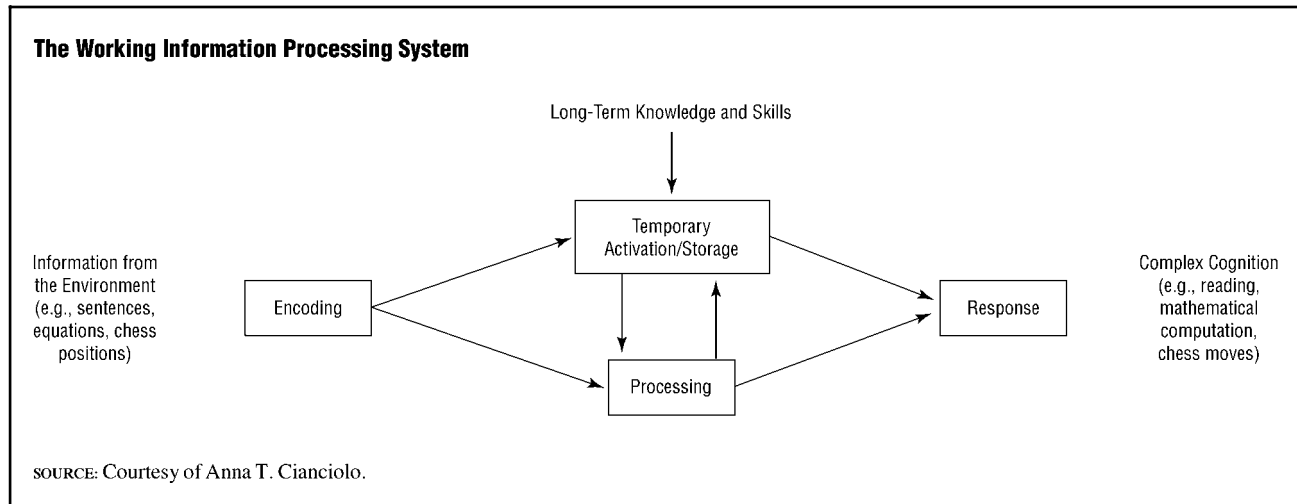 The Working Information Processing System
Long-Term Knowledge and Skills
Temporary
Activation/Storage
Information from
the Environment
(e.g., sentences,
equations, chess
positions)
Encoding
Processing
Response
Complex Cognition
(e.g., reading,
mathematical
computation,
chess moves)
SOURCE: Courtesy of Anna T. Cianciolo.